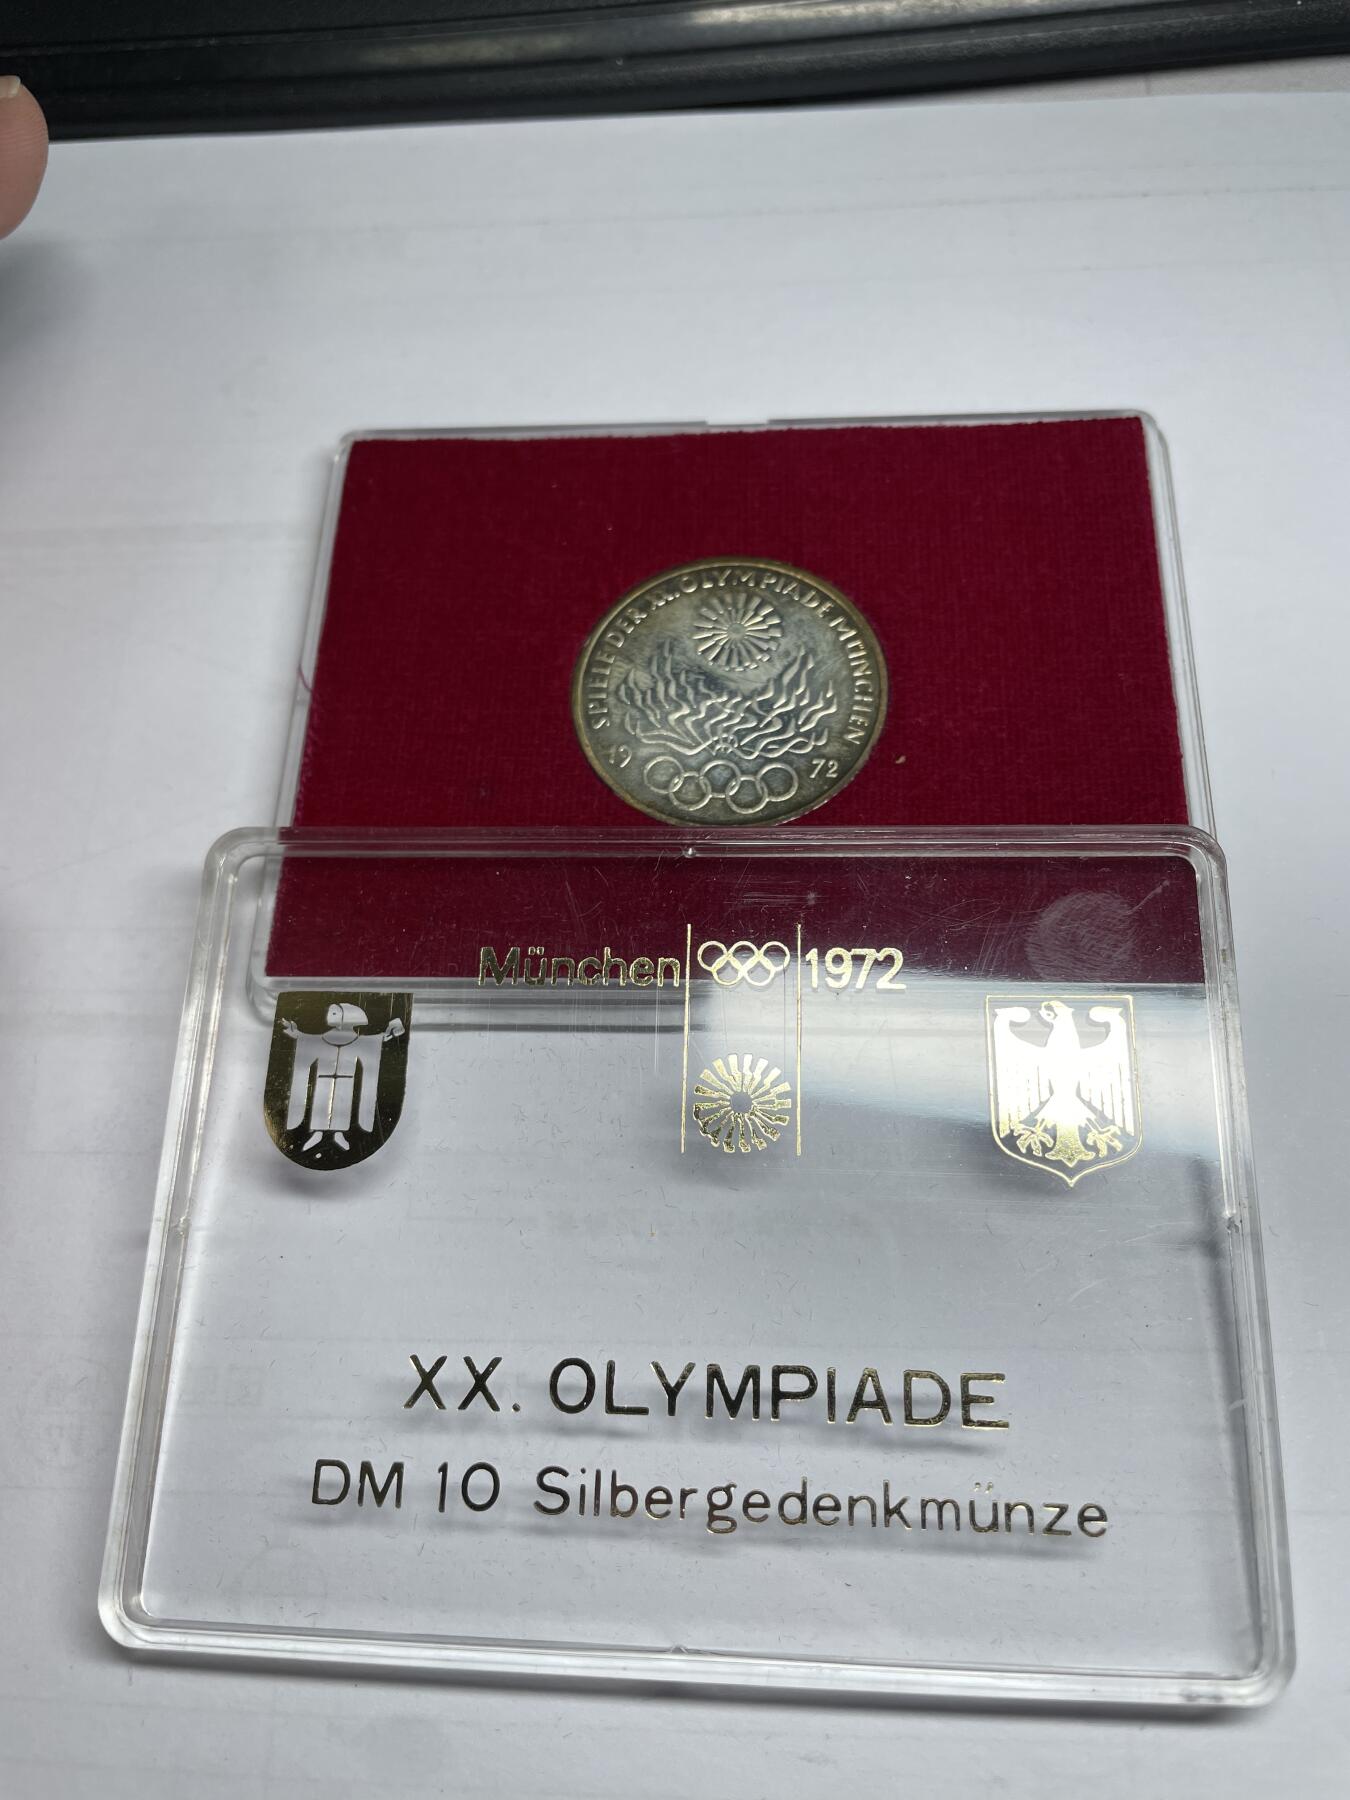 SPIELE DER XX. OLYMPIADE MÜNCHEN
19 72
München 1972
XX. OLYMPIADE
DM 10 Silbergedenkmünze